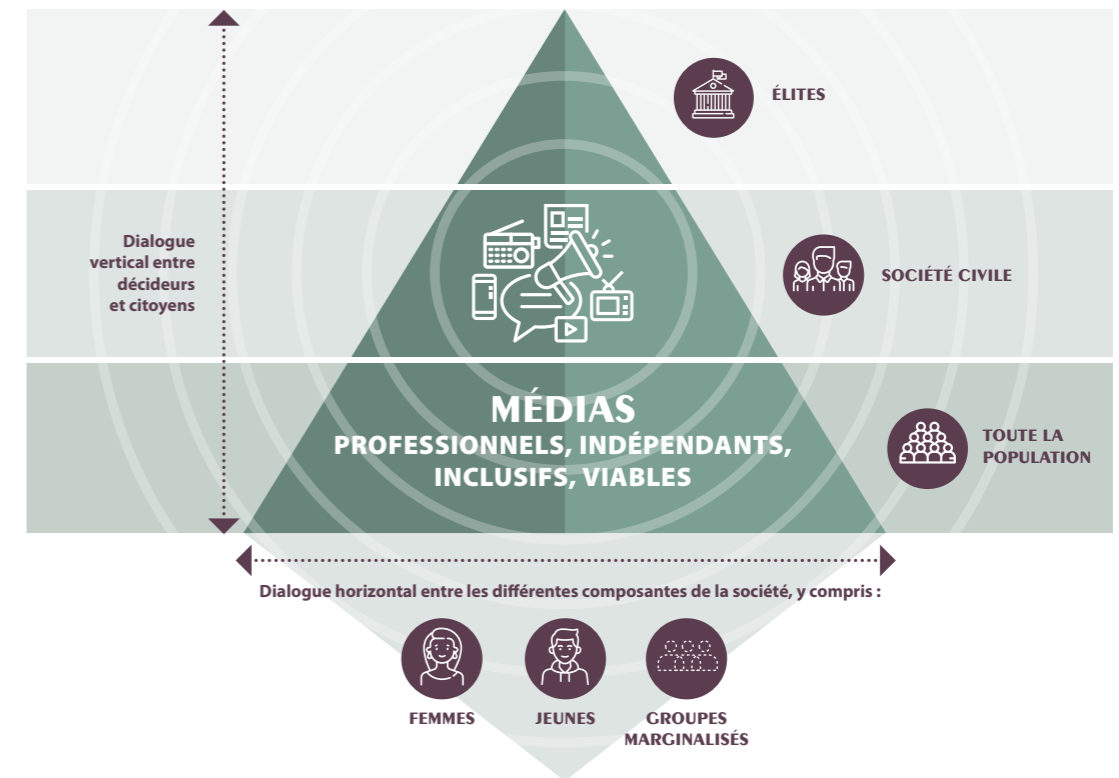 ÉLITES
Dialogue
vertical entre
décideurs
et citoyens
SOCIÉTÉ CIVILE
MÉDIAS
PROFESSIONNELS, INDÉPENDANTS,
INCLUSIFS, VIABLES
TOUTE LA
POPULATION
Dialogue horizontal entre les différentes composantes de la société, y compris :
FEMMES
JEUNES
GROUPES
MARGINALISÉS